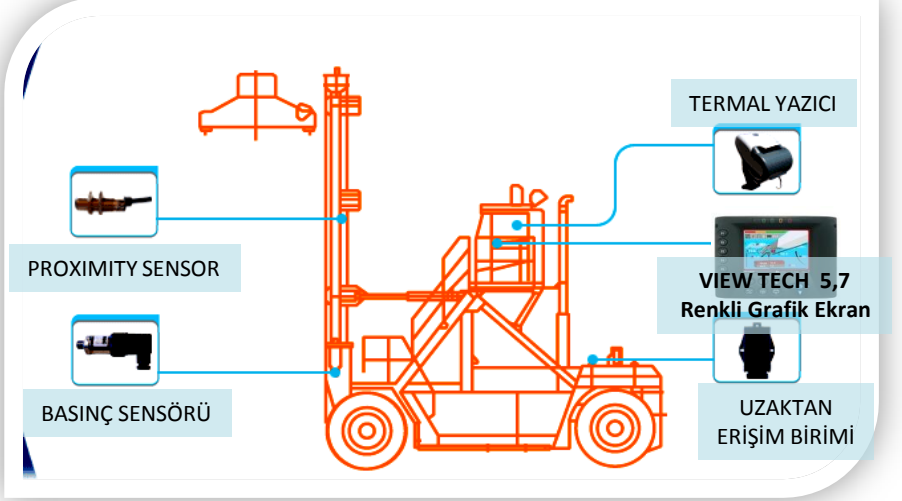 TERMAL YAZICI
PROXIMITY SENSOR
VIEW TECH 5,7
Renkli Grafik Ekran
BASINÇ SENSÖRÜ
UZAKTAN
ERİŞİM BİRİMİ